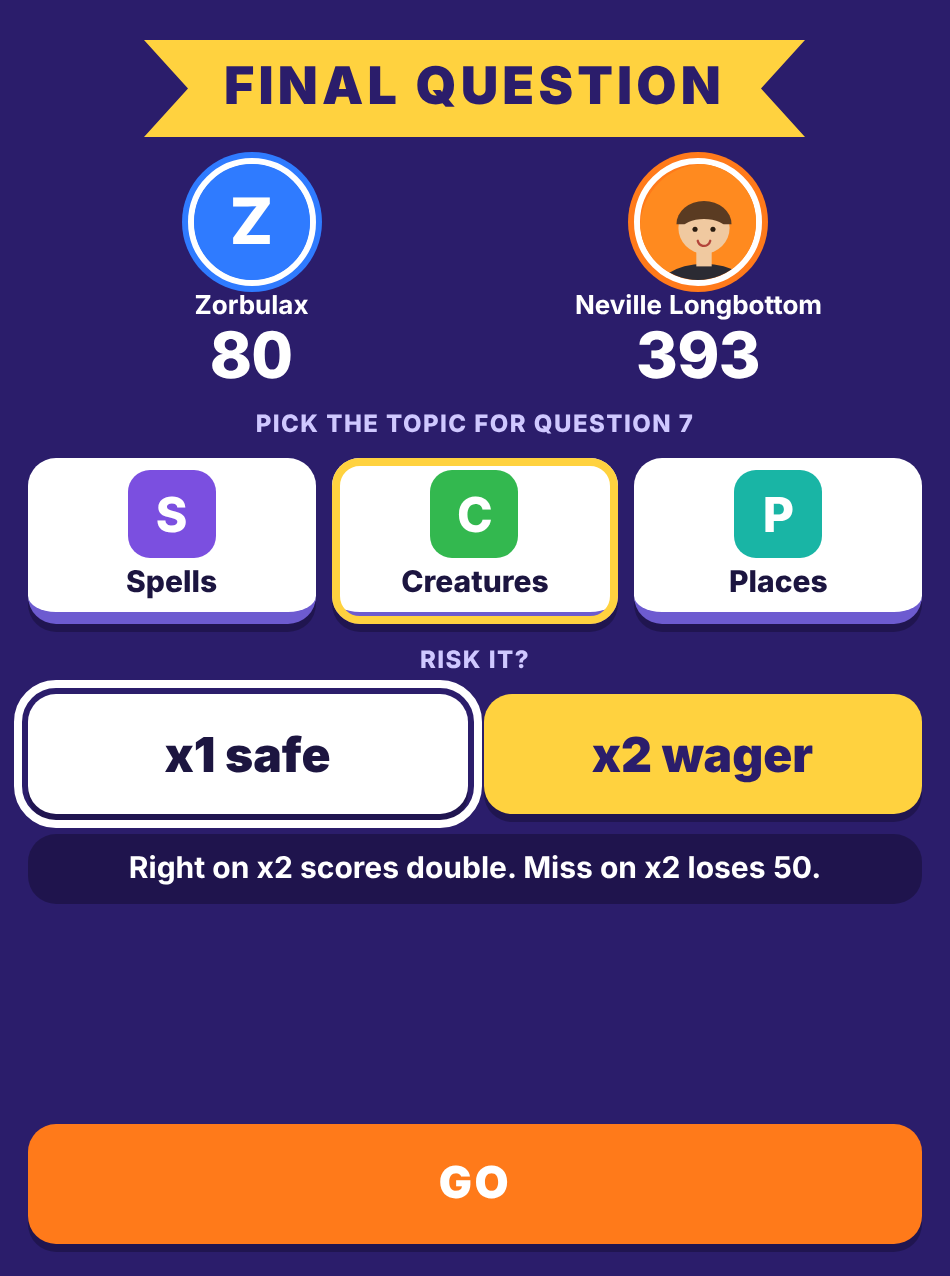 FINAL QUESTION
Z
Zorbulax
80
Neville Longbottom
393
PICK THE TOPIC FOR QUESTION 7
S
Spells
C
Creatures
P
Places
RISK IT?
x1 safe
x2 wager
Right on x2 scores double. Miss on x2 loses 50.
GO